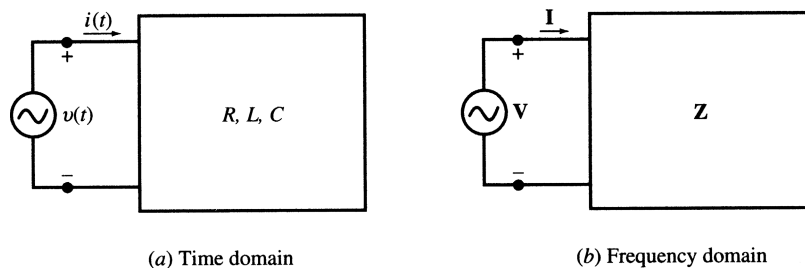 i(t)
+
υ(t)
R, L, C
−
(a) Time domain
I
+
V
Z
−
(b) Frequency domain